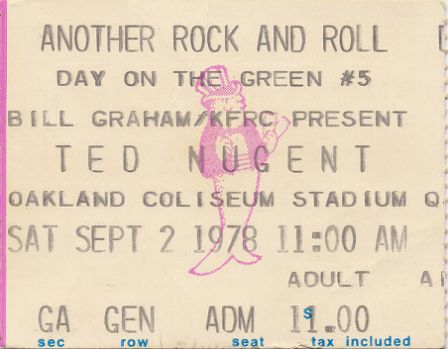 ANOTHER ROCK AND ROLL
DAY ON THE GREEN #5
BILL GRAHAM/KFRC PRESENT
TED NUGENT
OAKLAND COLISEUM STADIUM
SAT SEPT 2 1978 11:00 AM
ADULT
GA GEN ADM $11.00
sec row seat tax included